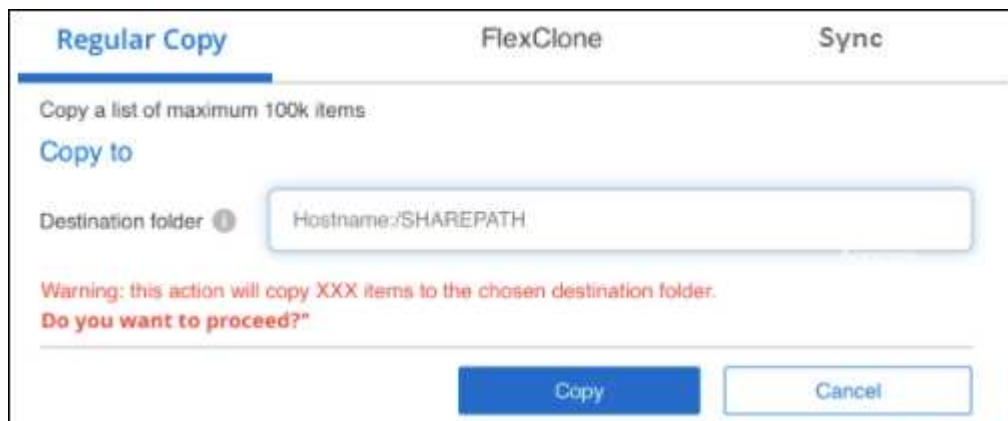 Regular Copy FlexClone Sync
Copy a list of maximum 100k items
Copy to
Destination folder i Hostname:/SHAREPATH
Warning: this action will copy XXX items to the chosen destination folder.
Do you want to proceed?"
Copy Cancel